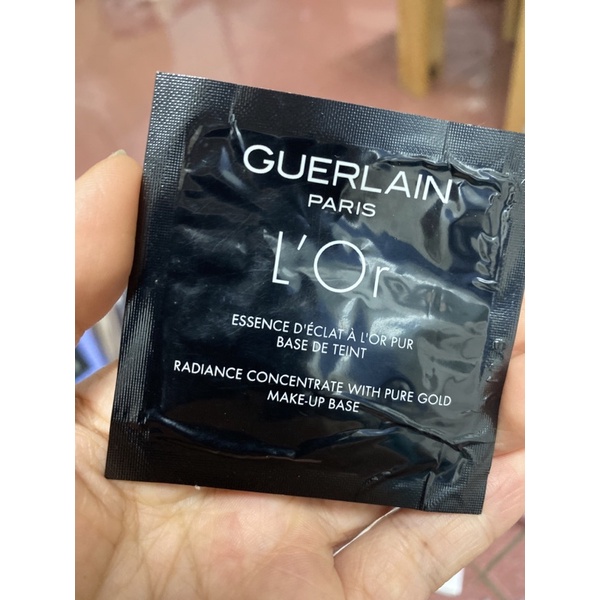 GUERLAIN
PARIS
L'Or
ESSENCE D'ÉCLAT À L'OR PUR
BASE DE TEINT
RADIANCE CONCENTRATE WITH PURE GOLD
MAKE-UP BASE